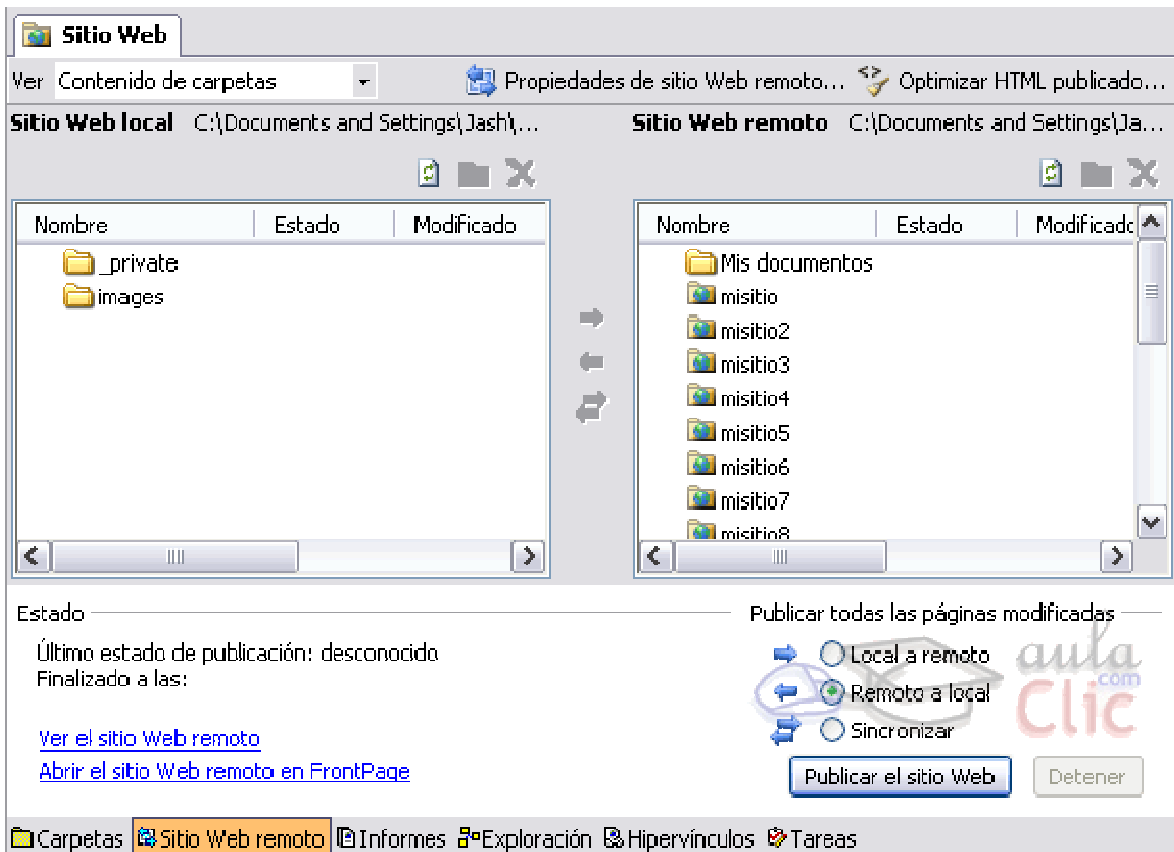 Sitio Web
Ver Contenido de carpetas Propiedades de sitio Web remoto... Optimizar HTML publicado...
Sitio Web local C:\Documents and Settings\Jash\... Sitio Web remoto C:\Documents and Settings\Ja...
Nombre Estado Modificado Nombre Estado Modificado
_private Mis documentos
images misitio
misitio2
misitio3
misitio4
misitio5
misitio6
misitio7
misitio8
Estado Publicar todas las páginas modificadas
Último estado de publicación: desconocido Local a remoto
Finalizado a las: Remoto a local
Sincronizar
aula
.com
Clic
Ver el sitio Web remoto
Abrir el sitio Web remoto en FrontPage Publicar el sitio Web Detener
Carpetas Sitio Web remoto Informes Exploración Hipervínculos Tareas